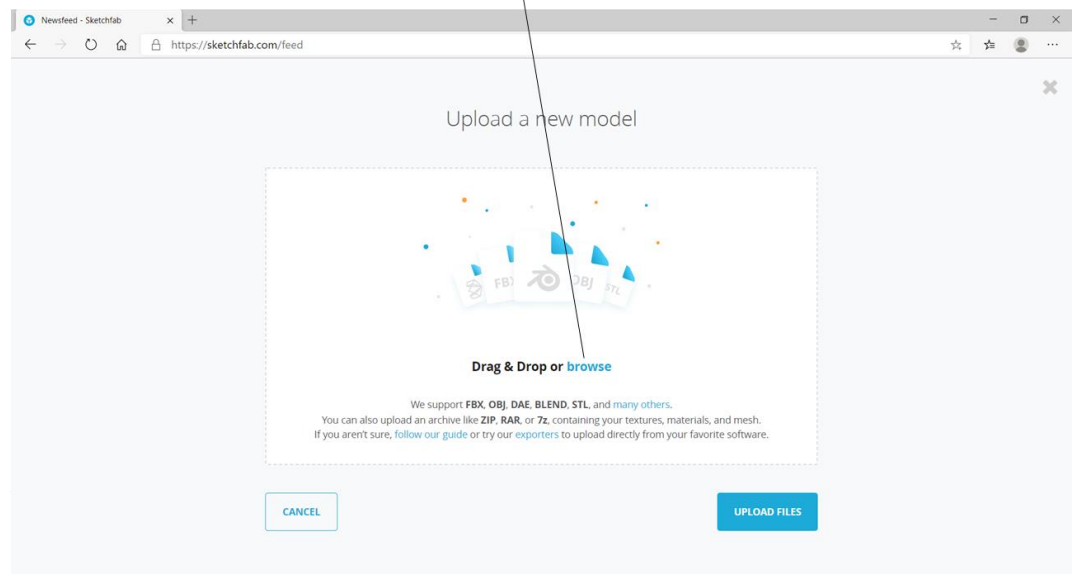 Newsfeed - Sketchfab
https://sketchfab.com/feed
Upload a new model
FBX
OBJ
STL
Drag & Drop or browse
We support FBX, OBJ, DAE, BLEND, STL, and many others.
You can also upload an archive like ZIP, RAR, or 7z, containing your textures, materials, and mesh.
If you aren't sure, follow our guide or try our exporters to upload directly from your favorite software.
CANCEL
UPLOAD FILES